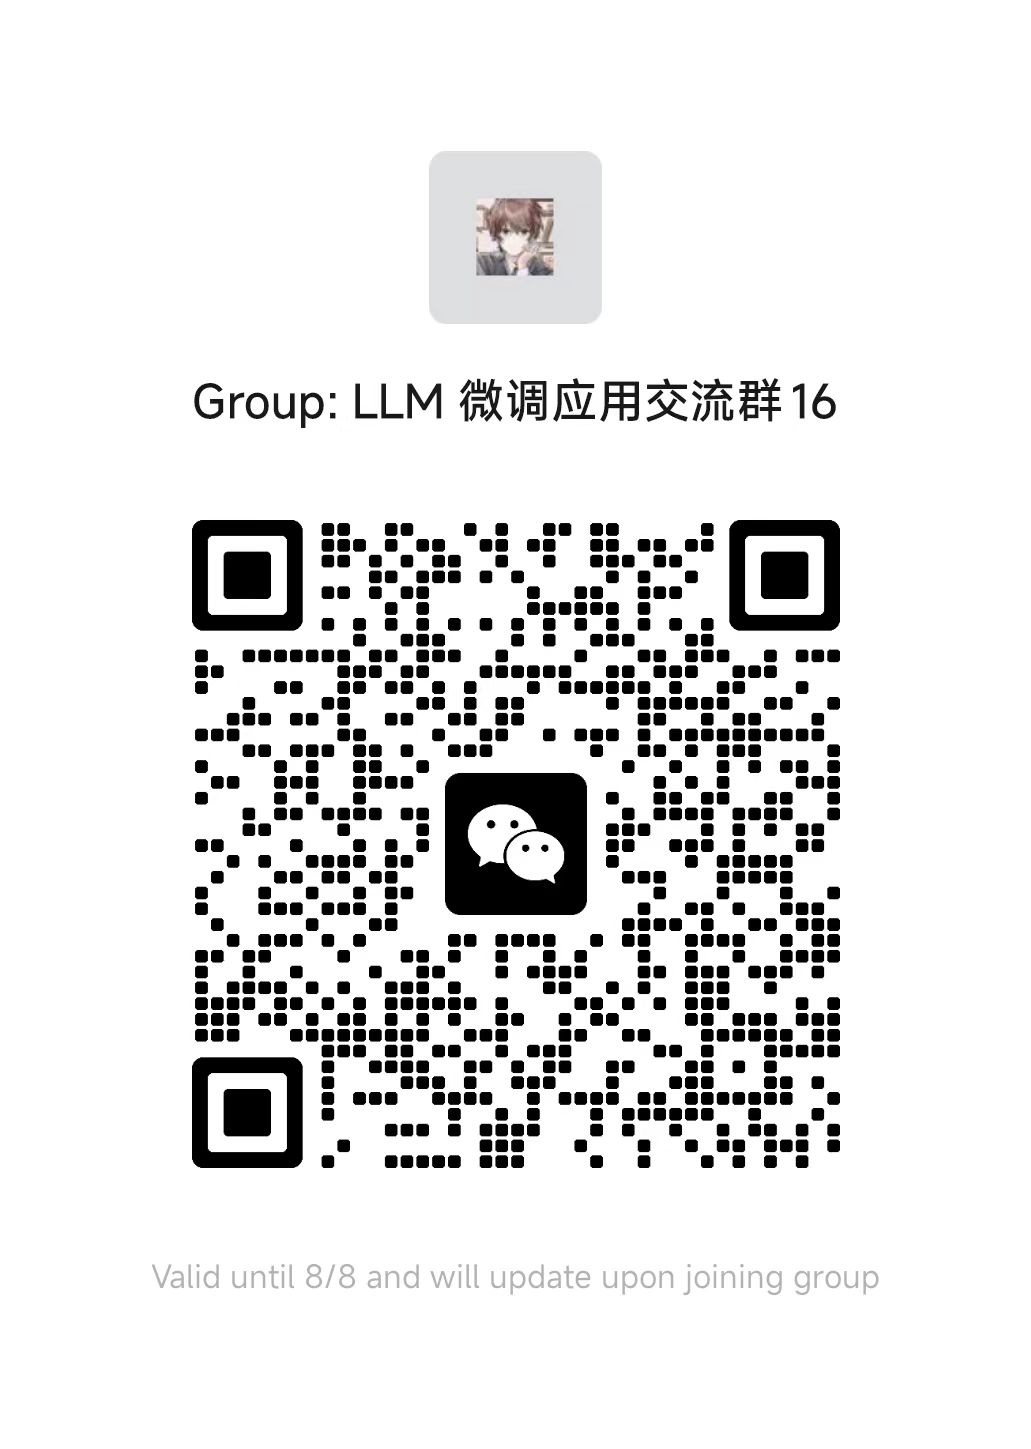 Group: LLM 微调应用交流群16
Valid until 8/8 and will update upon joining group